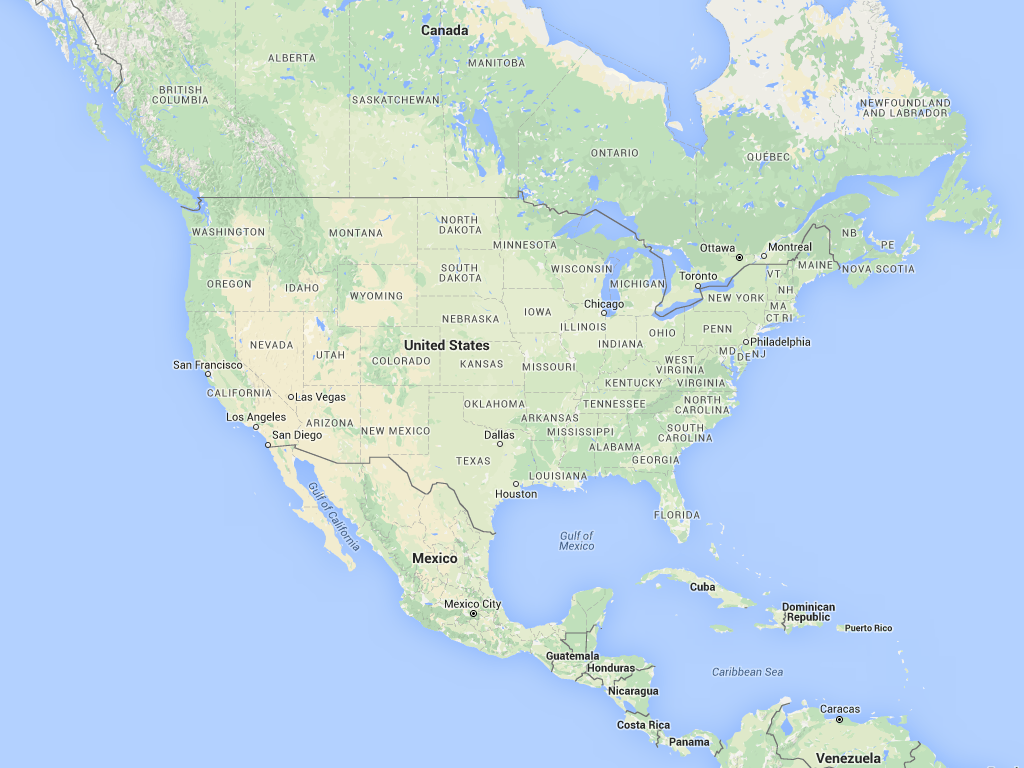 Canada
ALBERTA
MANITOBA
BRITISH
COLUMBIA
SASKATCHEWAN
NEWFOUNDLAND
AND LABRADOR
ONTARIO
QUÉBEC
WASHINGTON
MONTANA
NORTH
DAKOTA
MINNESOTA
NB
PE
Ottawa
Montreal
MAINE
NOVA SCOTIA
OREGON
IDAHO
WYOMING
SOUTH
DAKOTA
WISCONSIN
MICHIGAN
Toronto
VT
NH
NEW YORK
MA
CT RI
NEBRASKA
IOWA
Chicago
ILLINOIS
INDIANA
OHIO
PENN
Philadelphia
MD
DE
NJ
NEVADA
UTAH
COLORADO
United States
KANSAS
MISSOURI
WEST
VIRGINIA
KENTUCKY
VIRGINIA
San Francisco
CALIFORNIA
Las Vegas
Los Angeles
San Diego
ARIZONA
NEW MEXICO
OKLAHOMA
ARKANSAS
TENNESSEE
NORTH
CAROLINA
MISSISSIPPI
SOUTH
CAROLINA
ALABAMA
GEORGIA
Dallas
TEXAS
LOUISIANA
Houston
FLORIDA
Gulf of California
Gulf of
Mexico
Mexico
Mexico City
Cuba
Dominican
Republic
Puerto Rico
Guatemala
Honduras
Caribbean Sea
Nicaragua
Costa Rica
Panama
Caracas
Venezuela